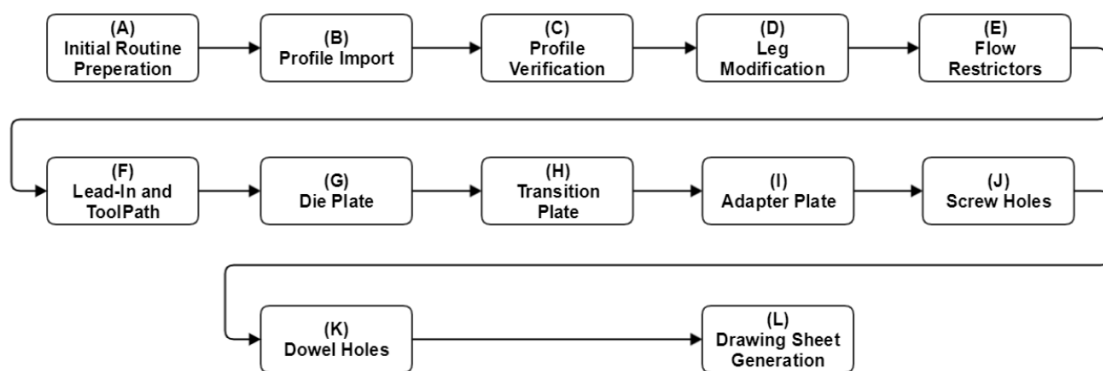 (A)
Initial Routine
Preperation
(B)
Profile Import
(C)
Profile
Verification
(D)
Leg
Modification
(E)
Flow
Restrictors
(F)
Lead-In and
ToolPath
(G)
Die Plate
(H)
Transition
Plate
(I)
Adapter Plate
(J)
Screw Holes
(K)
Dowel Holes
(L)
Drawing Sheet
Generation